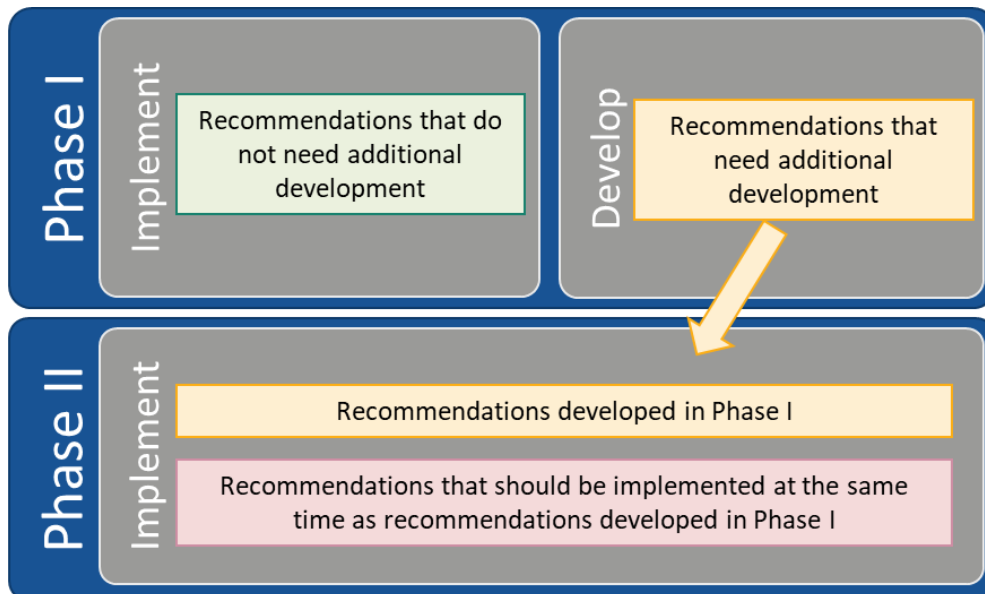 Phase I
Implement
Recommendations that do
not need additional
development
Develop
Recommendations that
need additional
development
Phase II
Implement
Recommendations developed in Phase I
Recommendations that should be implemented at the same
time as recommendations developed in Phase I